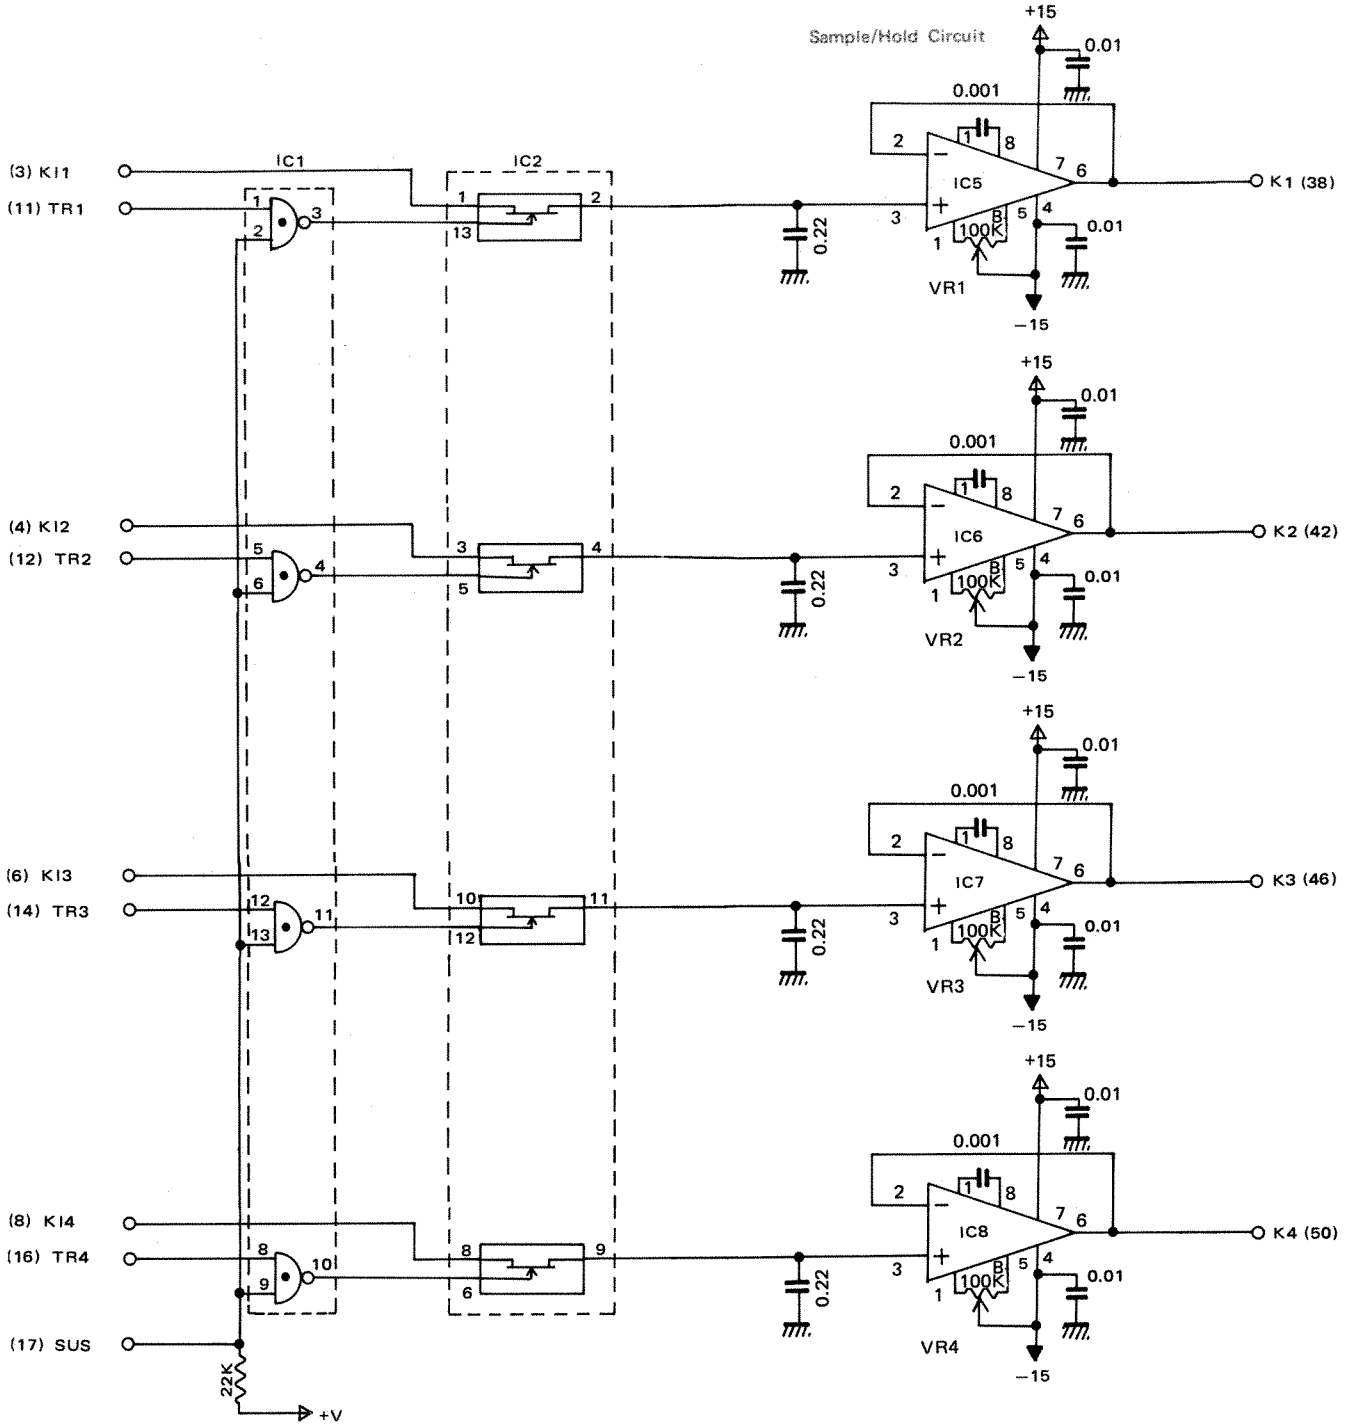 Sample/Hold Circuit
+15
0.01
0.001
2
1
8
(3) KI1
IC1
IC2
7
6
−
IC5
K1 (38)
(11) TR1
1
3
1
2
+
3
5
4
2
13
0.22
1
B
100K
0.01
VR1
−15
+15
0.01
0.001
2
1
8
(4) KI2
7
6
−
IC6
K2 (42)
(12) TR2
5
4
3
4
+
3
5
4
6
5
0.22
1
B
100K
0.01
VR2
−15
+15
0.01
0.001
2
1
8
(6) KI3
7
6
−
IC7
K3 (46)
(14) TR3
12
11
10
11
+
3
5
4
13
12
0.22
1
B
100K
0.01
VR3
−15
+15
0.01
0.001
2
1
8
(8) KI4
7
6
−
IC8
K4 (50)
(16) TR4
8
10
8
9
+
3
5
4
9
6
0.22
1
B
100K
0.01
(17) SUS
VR4
−15
22K
+V